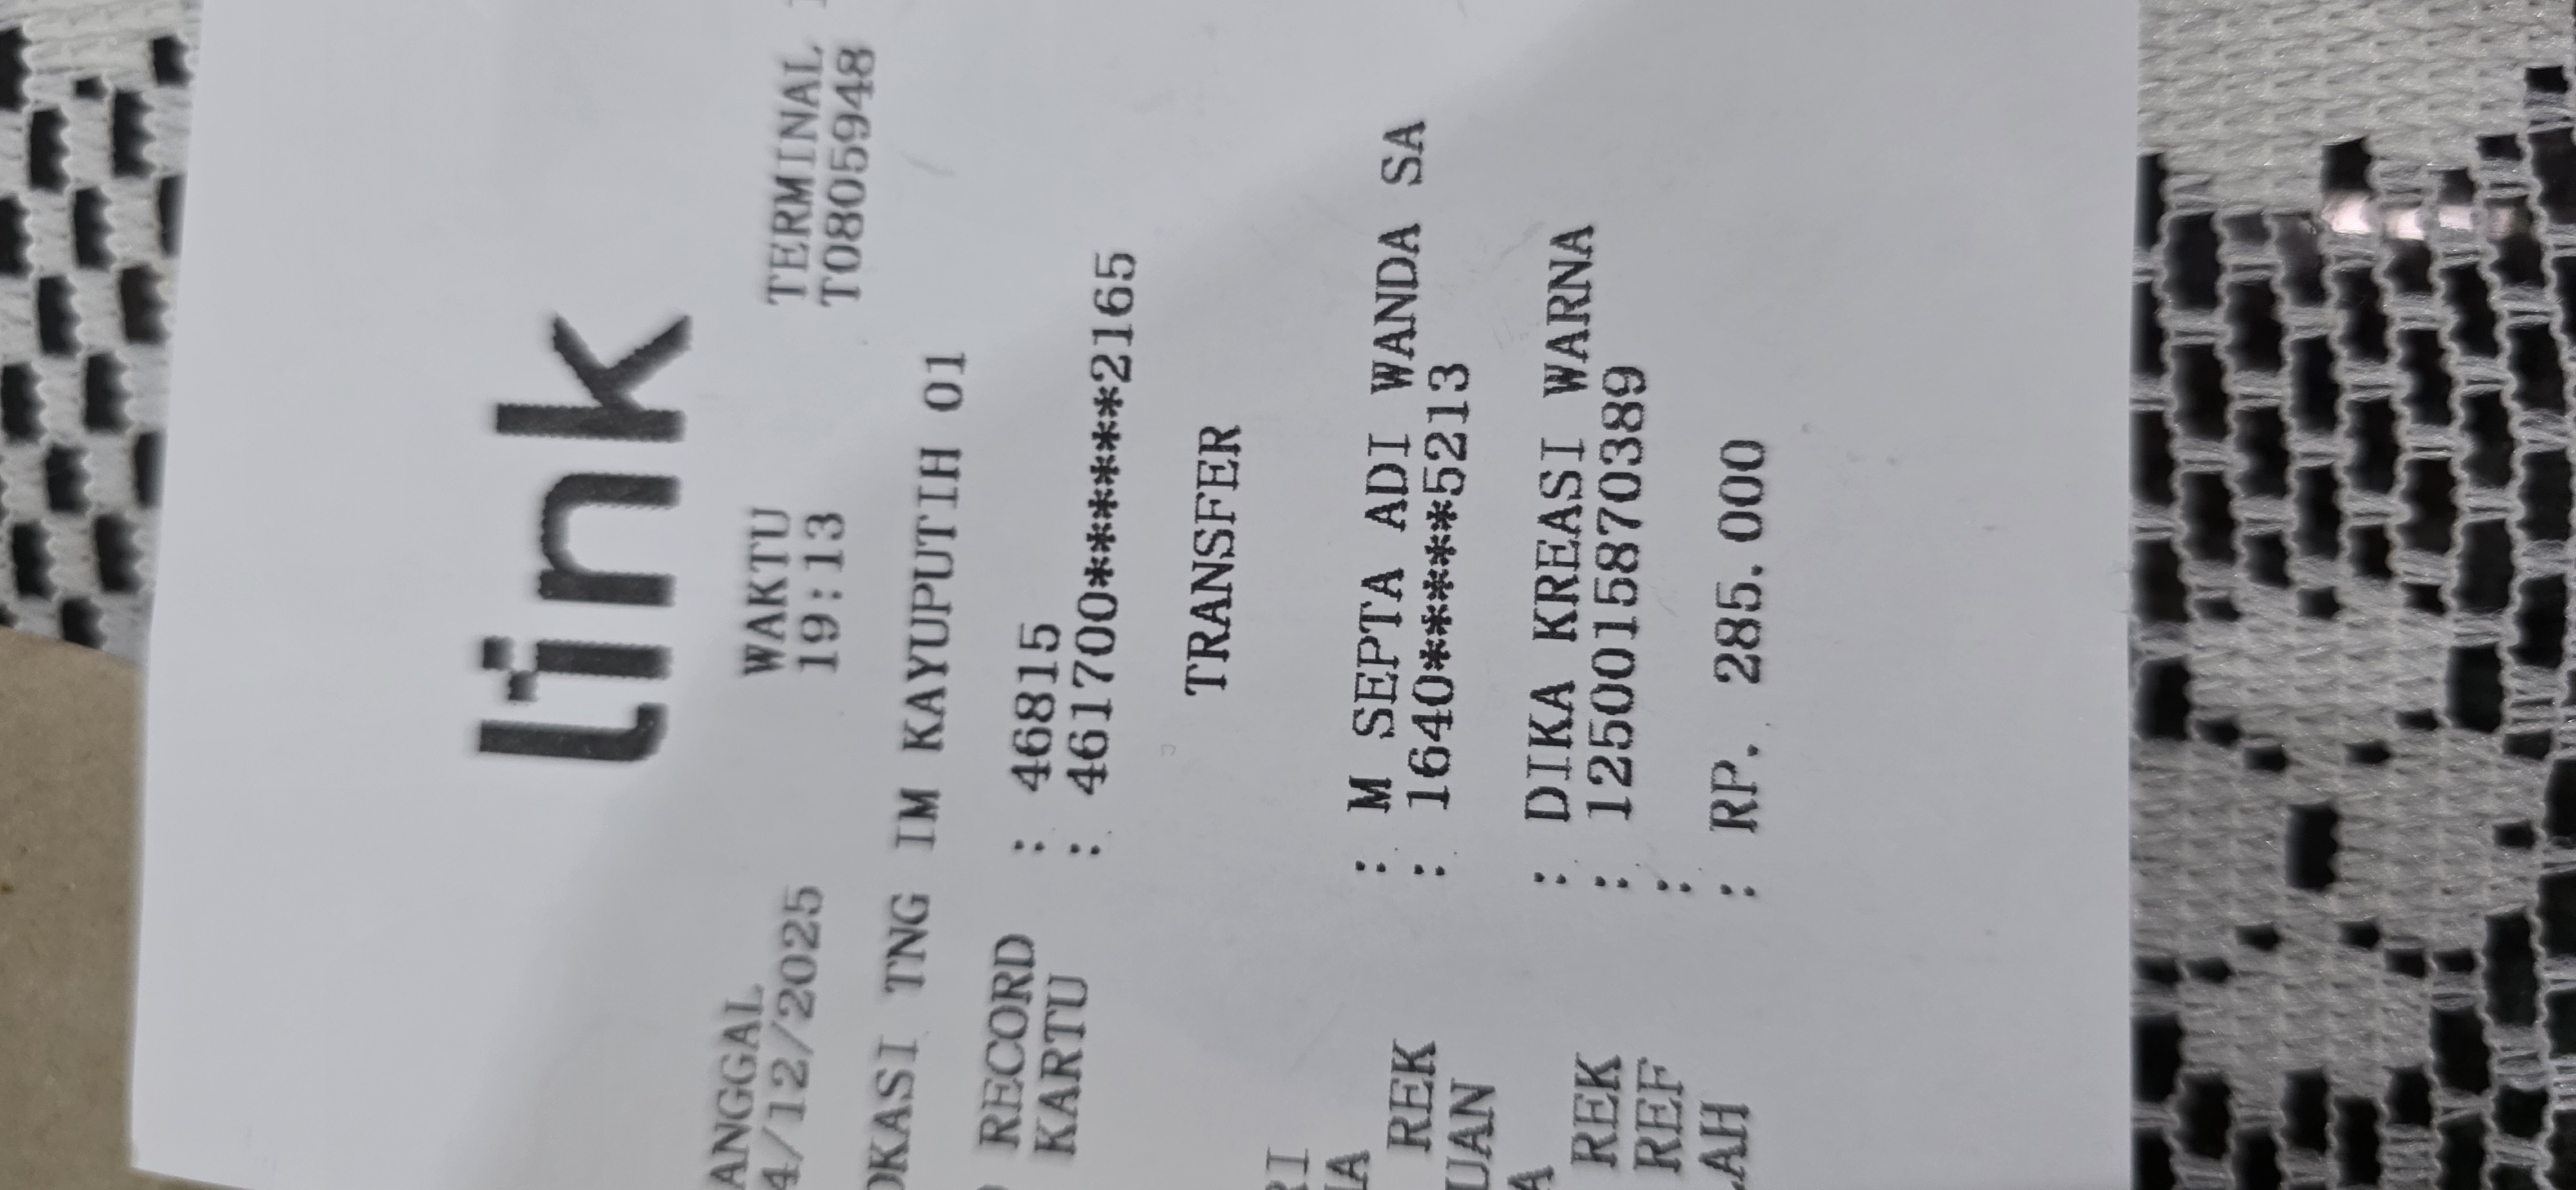 link
ANGGAL WAKTU TERMINAL
4/12/2025 19:13 T0805948
OKASI TNG IM KAYUPUTIH 01
RECORD : 46815
KARTU : 461700******2165
TRANSFER
RI
A : M SEPTA ADI WANDA SA
REK : 1640*****5213
UAN
A : DIKA KREASI WARNA
REK : 1250015870389
REF :
LAH : RP. 285.000